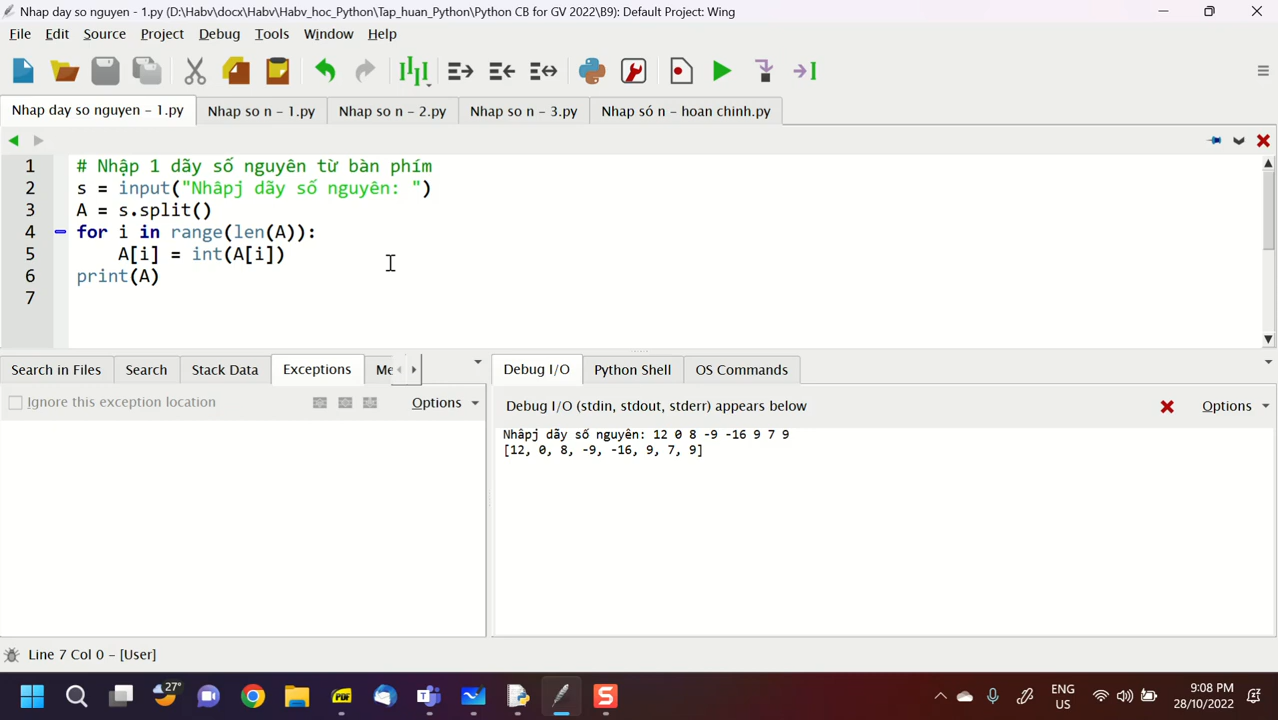 Nhap day so nguyen - 1.py (D:\Habv\docx\Habv\Habv_hoc_Python\Tap_huan_Python\Python CB for GV 2022\B9): Default Project: Wing
File Edit Source Project Debug Tools Window Help
Nhap day so nguyen - 1.py Nhap so n - 1.py Nhap so n - 2.py Nhap so n - 3.py Nhap só n - hoan chinh.py
1 # Nhập 1 dãy số nguyên từ bàn phím
2 s = input("Nhâpj dãy số nguyên: ")
3 A = s.split()
4 for i in range(len(A)):
5 A[i] = int(A[i])
6 print(A)
7
Search in Files Search Stack Data Exceptions Me
Debug I/O Python Shell OS Commands
Ignore this exception location Options
Debug I/O (stdin, stdout, stderr) appears below Options
Nhâpj dãy số nguyên: 12 0 8 -9 -16 9 7 9
[12, 0, 8, -9, -16, 9, 7, 9]
Line 7 Col 0 - [User]
27°
ENG
US
9:08 PM
28/10/2022